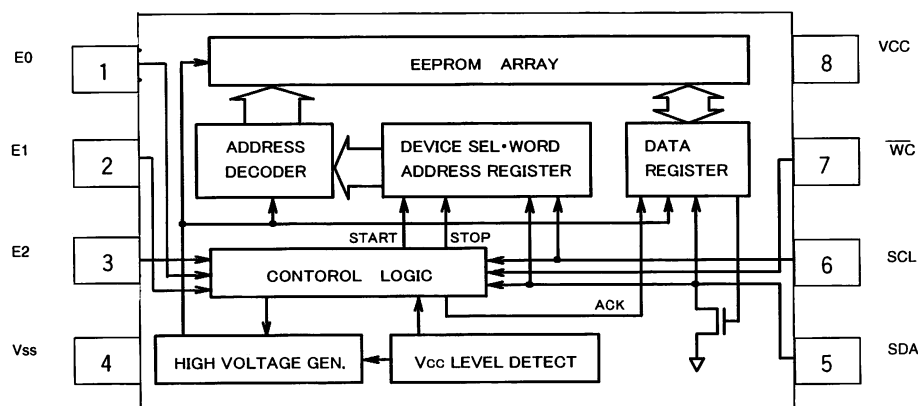 E0
1
EEPROM ARRAY
8
VCC
E1
2
ADDRESS
DECODER
DEVICE SEL・WORD
ADDRESS REGISTER
DATA
REGISTER
7
W̅C̅
START
STOP
E2
3
CONTOROL LOGIC
6
SCL
ACK
Vss
4
HIGH VOLTAGE GEN.
Vcc LEVEL DETECT
5
SDA